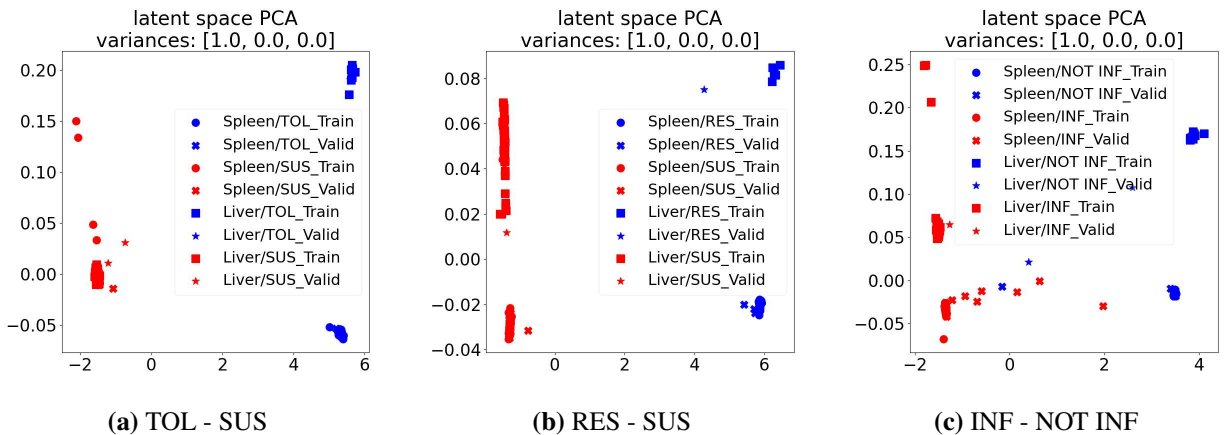 latent space PCA
variances: [1.0, 0.0, 0.0]
0.20
0.15
0.10
0.05
0.00
−0.05
−2
0
2
4
6
Spleen/TOL_Train
Spleen/TOL_Valid
Spleen/SUS_Train
Spleen/SUS_Valid
Liver/TOL_Train
Liver/TOL_Valid
Liver/SUS_Train
Liver/SUS_Valid
(a) TOL - SUS
latent space PCA
variances: [1.0, 0.0, 0.0]
0.08
0.06
0.04
0.02
0.00
−0.02
−0.04
0
2
4
6
Spleen/RES_Train
Spleen/RES_Valid
Spleen/SUS_Train
Spleen/SUS_Valid
Liver/RES_Train
Liver/RES_Valid
Liver/SUS_Train
Liver/SUS_Valid
(b) RES - SUS
latent space PCA
variances: [1.0, 0.0, 0.0]
0.25
0.20
0.15
0.10
0.05
0.00
−0.05
−2
0
2
4
Spleen/NOT INF_Train
Spleen/NOT INF_Valid
Spleen/INF_Train
Spleen/INF_Valid
Liver/NOT INF_Train
Liver/NOT INF_Valid
Liver/INF_Train
Liver/INF_Valid
(c) INF - NOT INF